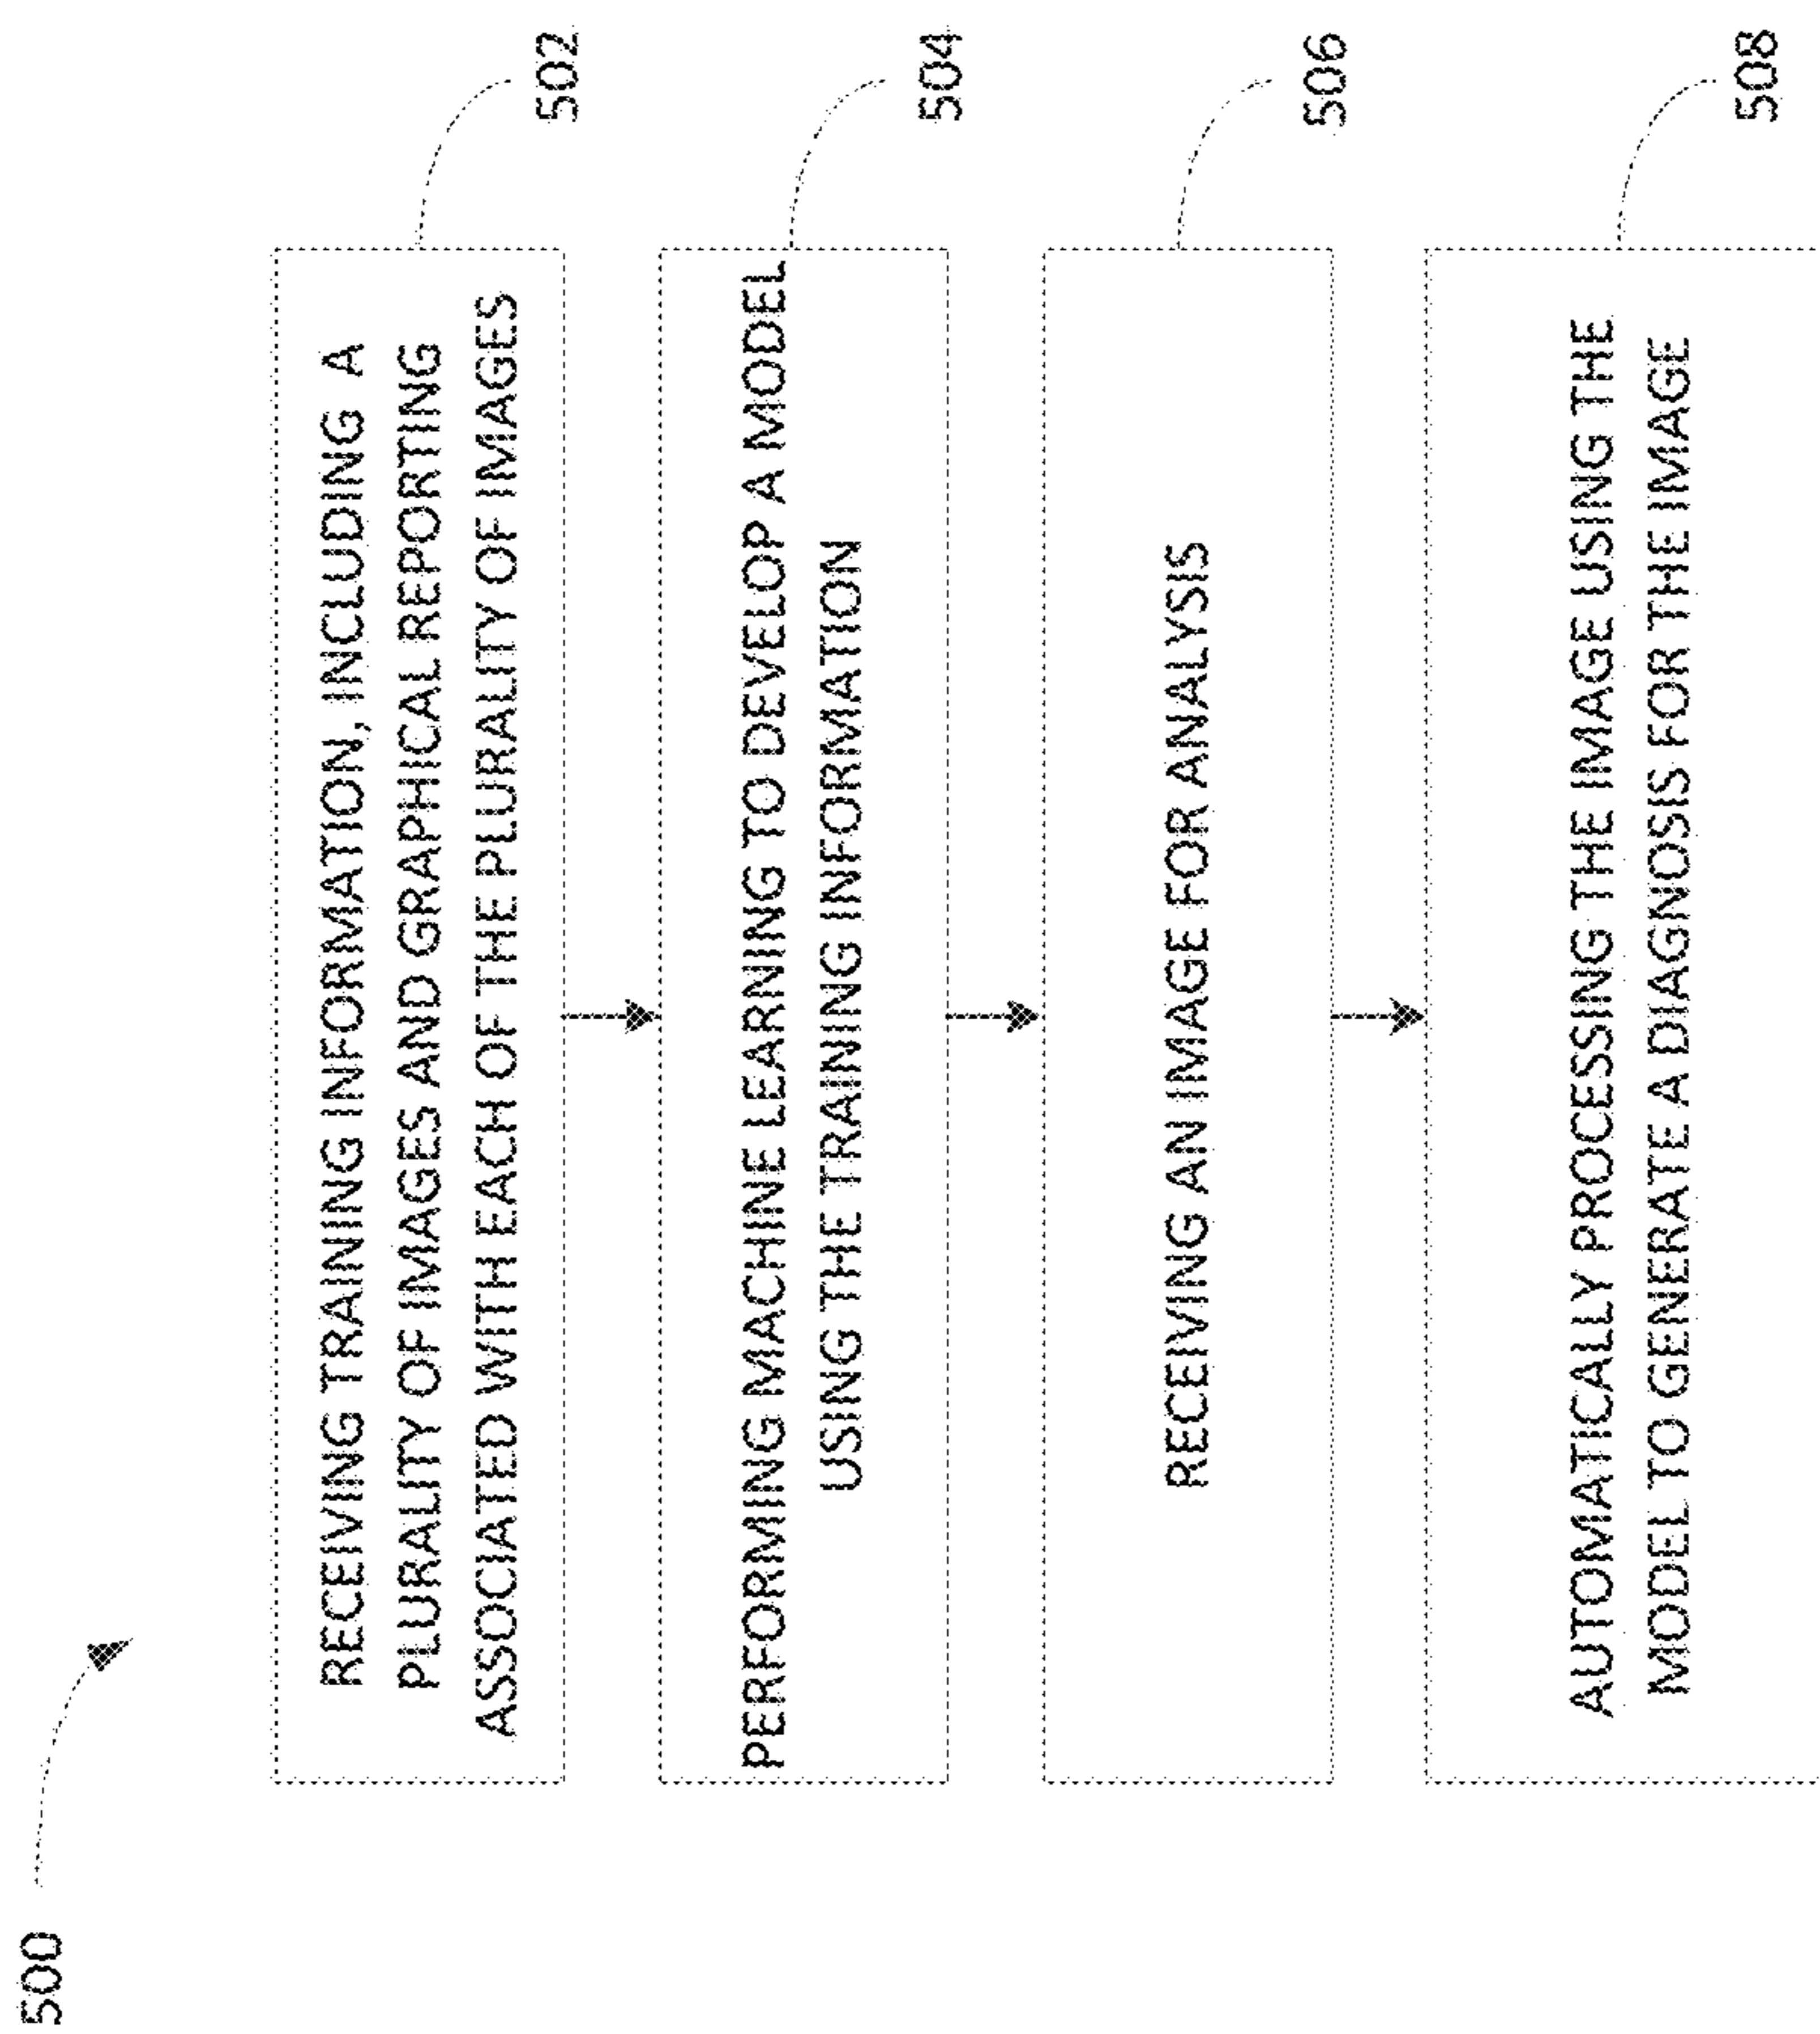 500
RECEIVING TRAINING INFORMATION, INCLUDING A
PLURALITY OF IMAGES AND GRAPHICAL REPORTING
ASSOCIATED WITH EACH OF THE PLURALITY OF IMAGES
502
PERFORMING MACHINE LEARNING TO DEVELOP A MODEL
USING THE TRAINING INFORMATION
504
RECEIVING AN IMAGE FOR ANALYSIS
506
AUTOMATICALLY PROCESSING THE IMAGE USING THE
MODEL TO GENERATE A DIAGNOSIS FOR THE IMAGE
508